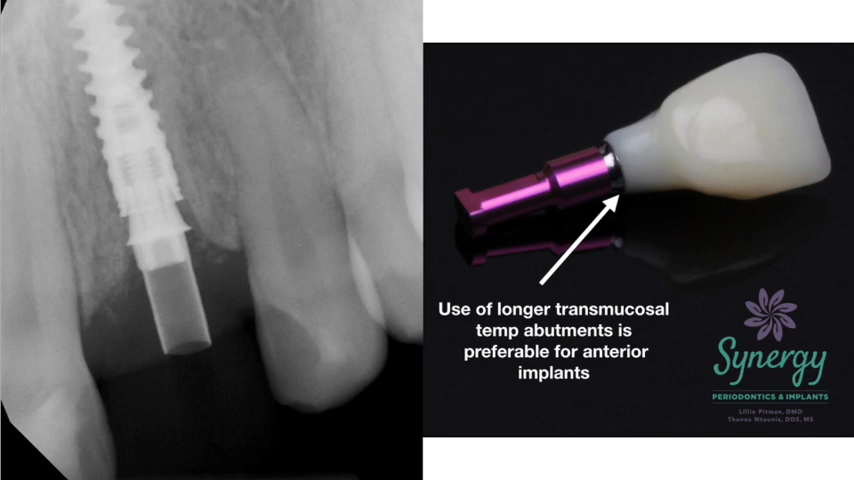 Use of longer transmucosal
temp abutments is
preferable for anterior
implants
Synergy
PERIODONTICS & IMPLANTS
Lillie Pitman, DMD
Thanos Ntounis, DDS, MS